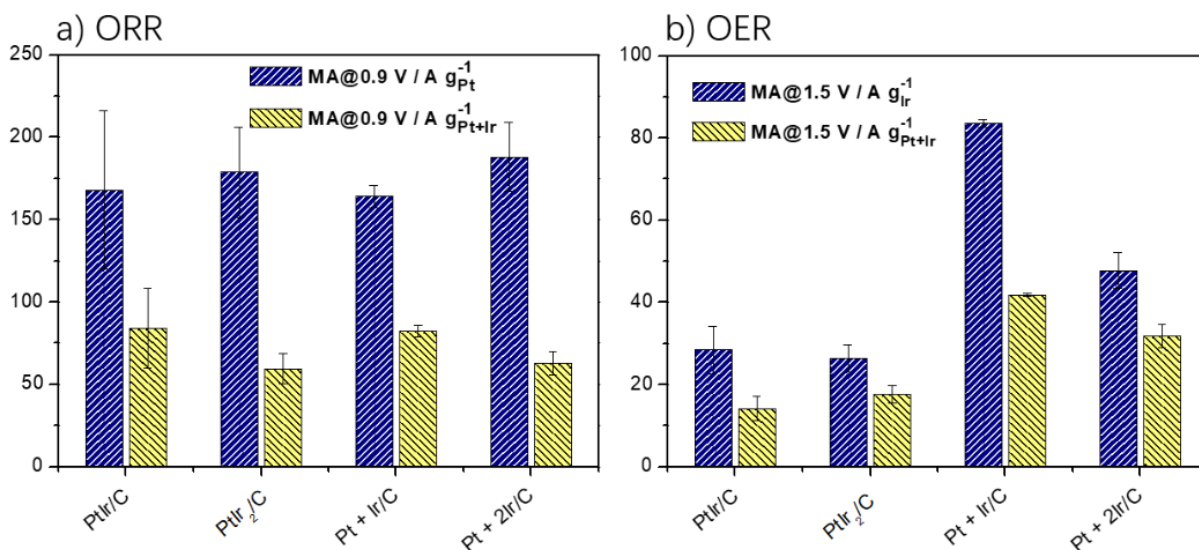 a) ORR
250
200
150
100
50
0
MA@0.9 V / A g⁻¹Pt
MA@0.9 V / A g⁻¹Pt+Ir
PtIr/C
PtIr₂/C
Pt + Ir/C
Pt + 2Ir/C
b) OER
100
80
60
40
20
0
MA@1.5 V / A g⁻¹Ir
MA@1.5 V / A g⁻¹Pt+Ir
PtIr/C
PtIr₂/C
Pt + Ir/C
Pt + 2Ir/C